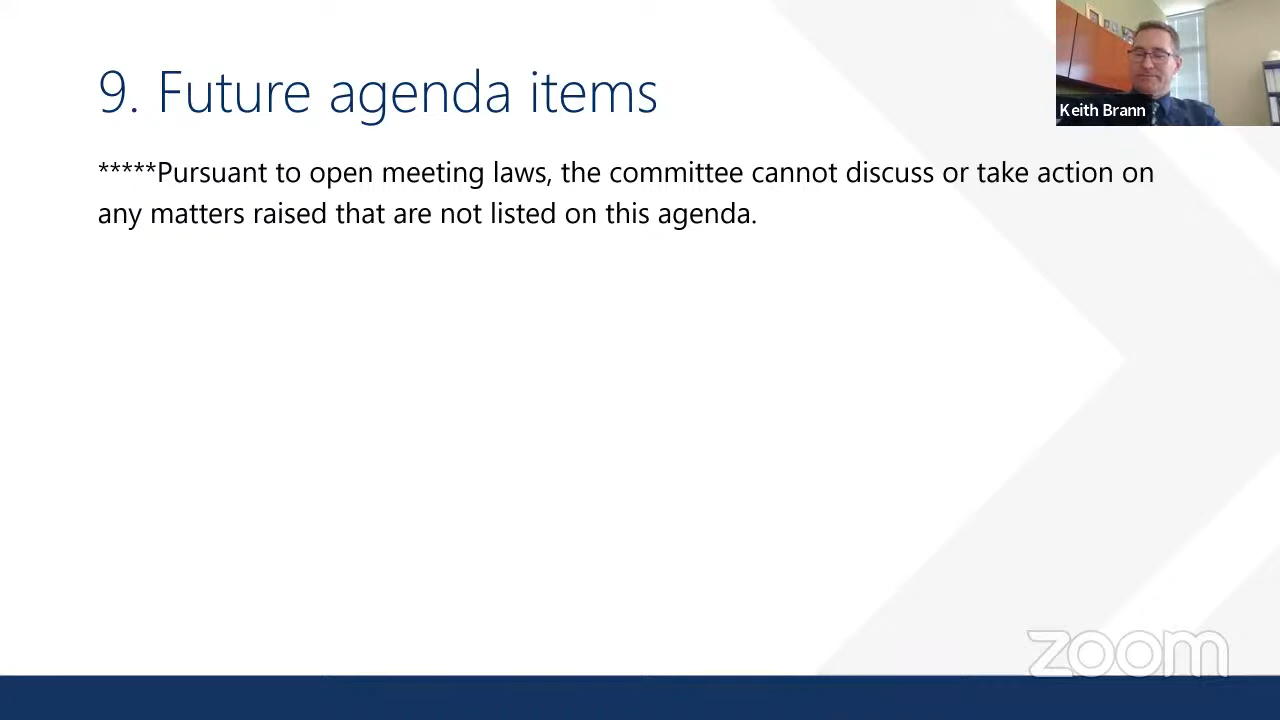 9. Future agenda items
*****Pursuant to open meeting laws, the committee cannot discuss or take action on
any matters raised that are not listed on this agenda.
Keith Brann
zoom